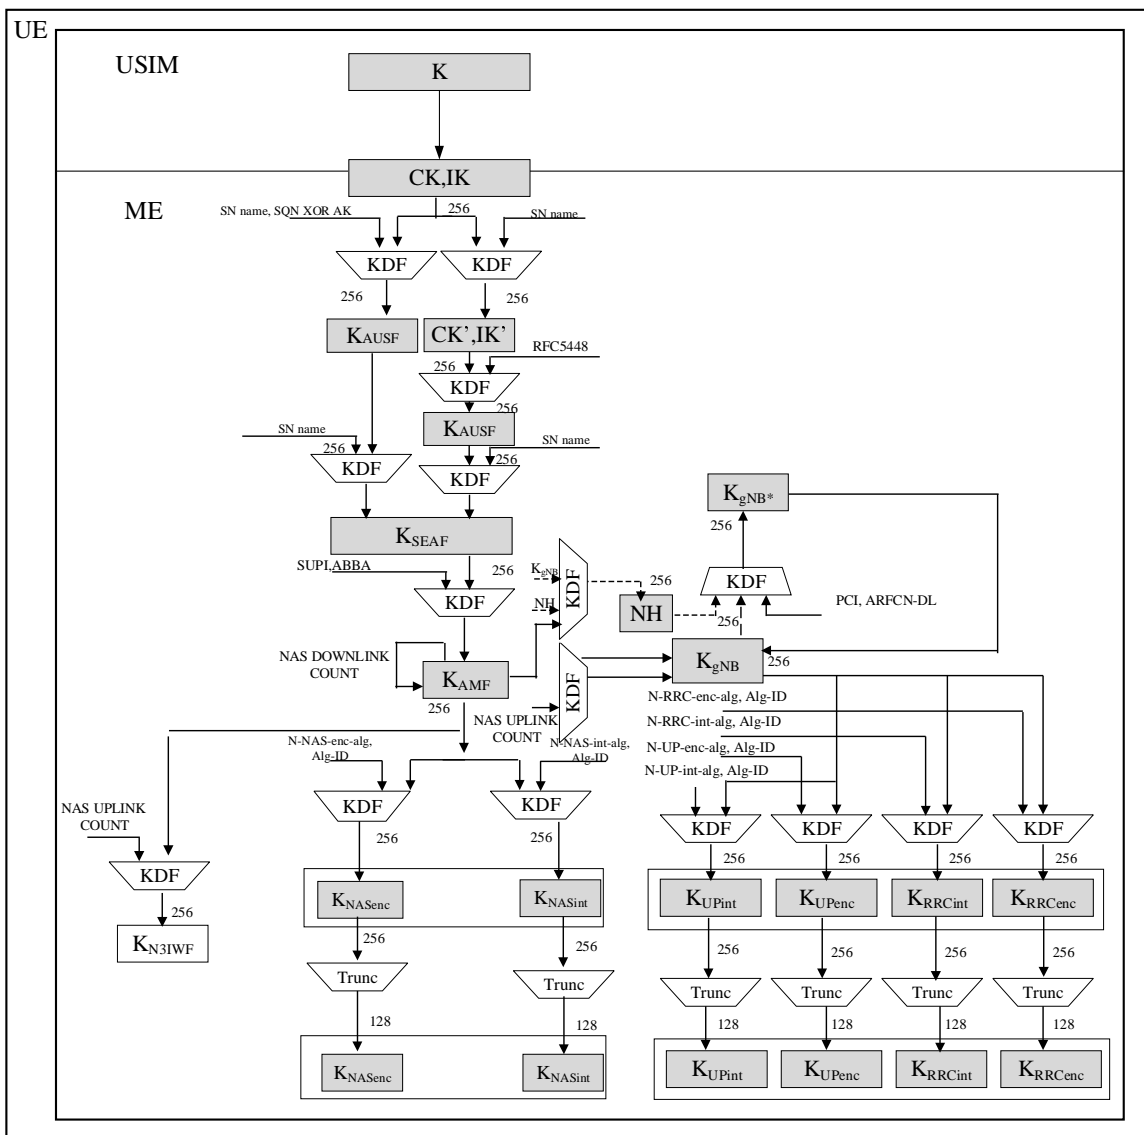 UE
USIM
K
CK,IK
ME
SN name, SQN XOR AK
256
SN name
KDF
KDF
256
256
KAUSF
CK’,IK’
RFC5448
256
KDF
256
KAUSF
SN name
256
SN name
256
KDF
KDF
KgNB*
KSEAF
256
SUPI,ABBA
256
KgNB
KDF
256
KDF
NH
NH
PCI, ARFCN-DL
KDF
256
NAS DOWNLINK
COUNT
KAMF
KDF
KgNB
256
256
NAS UPLINK
COUNT
N-RRC-enc-alg, Alg-ID
N-RRC-int-alg, Alg-ID
N-NAS-enc-alg,
Alg-ID
N-NAS-int-alg,
Alg-ID
N-UP-enc-alg, Alg-ID
N-UP-int-alg, Alg-ID
NAS UPLINK
COUNT
KDF
KDF
KDF
KDF
KDF
KDF
256
256
256
256
256
256
KDF
256
KNASenc
KNASint
KUPint
KUPenc
KRRCint
KRRCenc
KN3IWF
256
256
256
256
256
256
Trunc
Trunc
Trunc
Trunc
Trunc
Trunc
128
128
128
128
128
128
KNASenc
KNASint
KUPint
KUPenc
KRRCint
KRRCenc